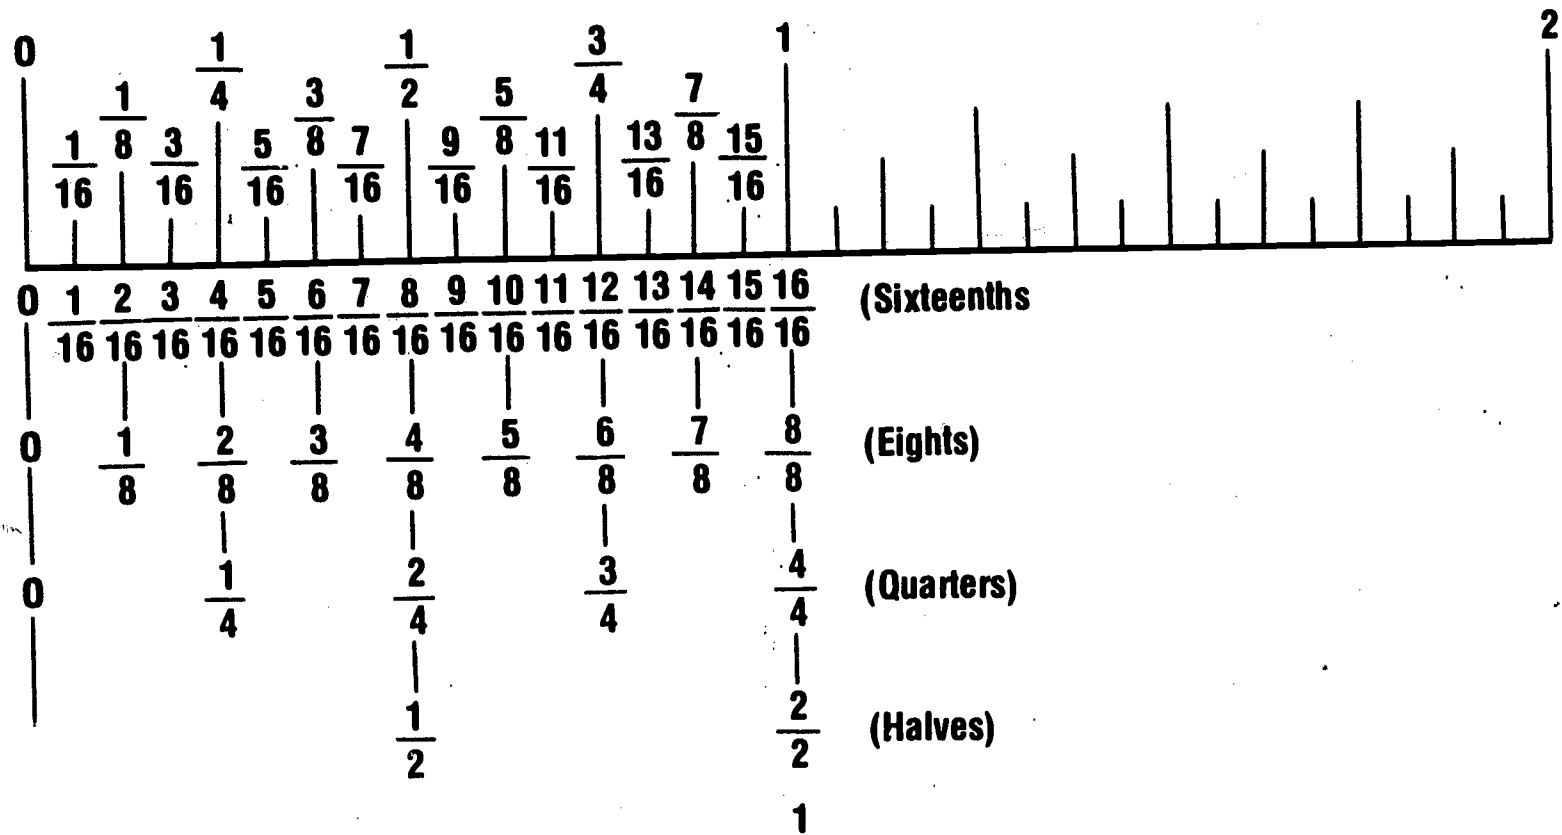 0 1/16 1/8 3/16 1/4 5/16 3/8 7/16 1/2 9/16 5/8 11/16 3/4 13/16 7/8 15/16 1 2
0 1/16 2/16 3/16 4/16 5/16 6/16 7/16 8/16 9/16 10/16 11/16 12/16 13/16 14/16 15/16 16/16 (Sixteenths
0 1/8 2/8 3/8 4/8 5/8 6/8 7/8 8/8 (Eights)
0 1/4 2/4 3/4 4/4 (Quarters)
1/2 2/2 (Halves)
1